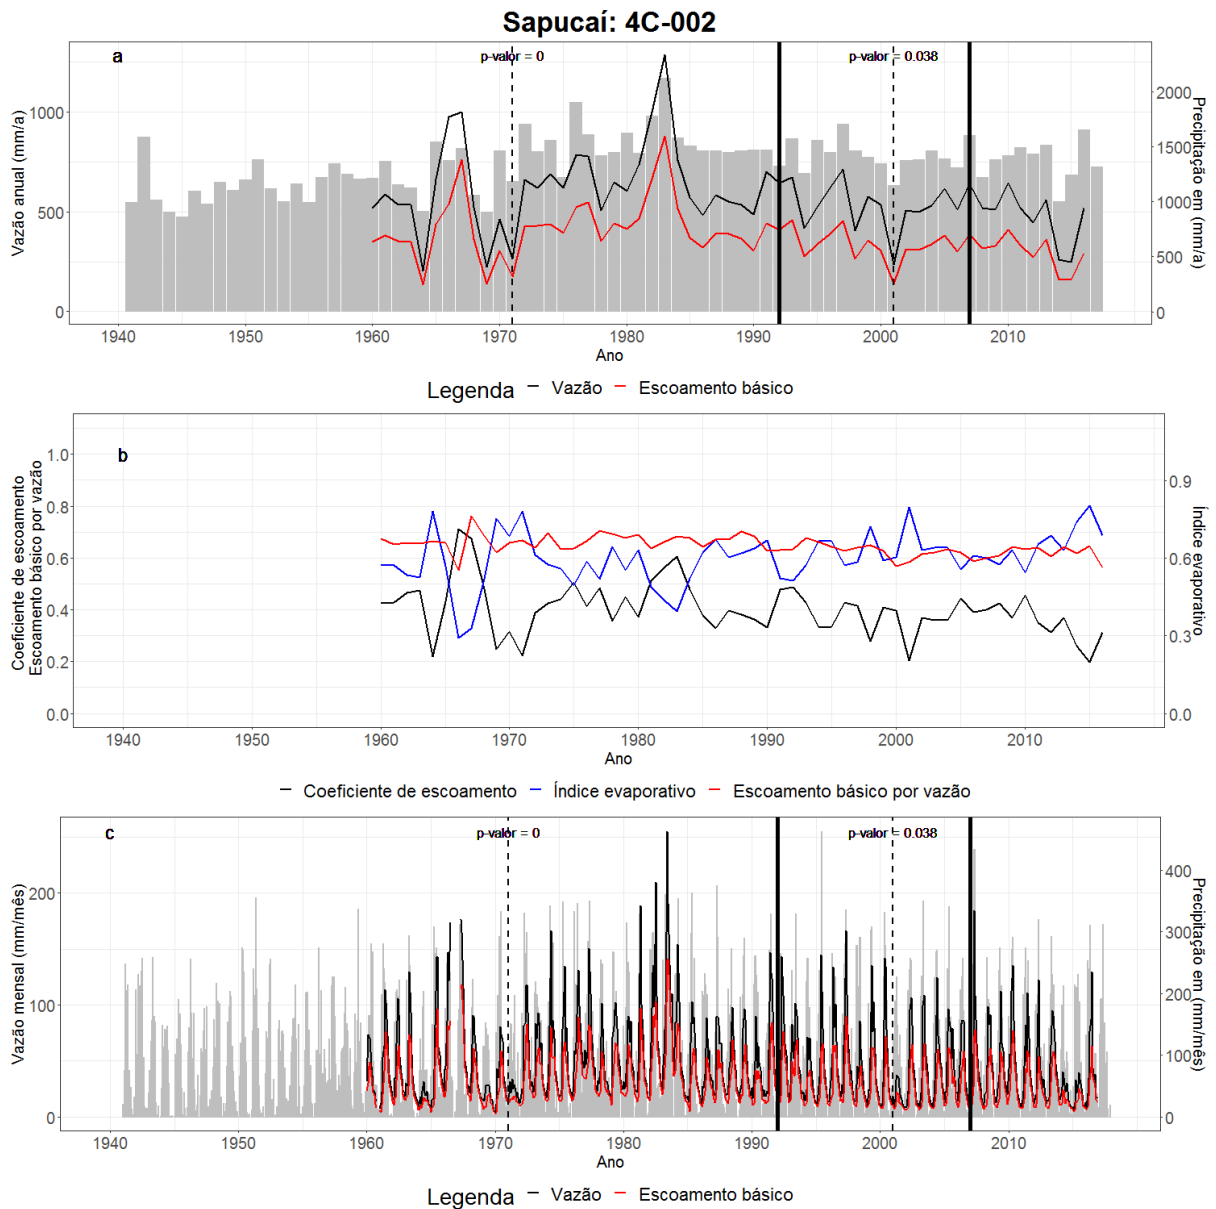 Sapucaí: 4C-002
a
p-valor = 0
p-valor = 0.038
Vazão anual (mm/a)
Precipitação em (mm/a)
1000
500
0
2000
1500
1000
500
0
1940 1950 1960 1970 1980 1990 2000 2010
Ano
Legenda Vazão Escoamento básico
b
Coeficiente de escoamento
Escoamento básico por vazão
Índice evaporativo
1.0
0.8
0.6
0.4
0.2
0.0
0.9
0.6
0.3
0.0
1940 1950 1960 1970 1980 1990 2000 2010
Ano
Coeficiente de escoamento Índice evaporativo Escoamento básico por vazão
c
p-valor = 0
p-valor = 0.038
Vazão mensal (mm/mês)
Precipitação em (mm/mês)
200
100
0
400
300
200
100
0
1940 1950 1960 1970 1980 1990 2000 2010
Ano
Legenda Vazão Escoamento básico